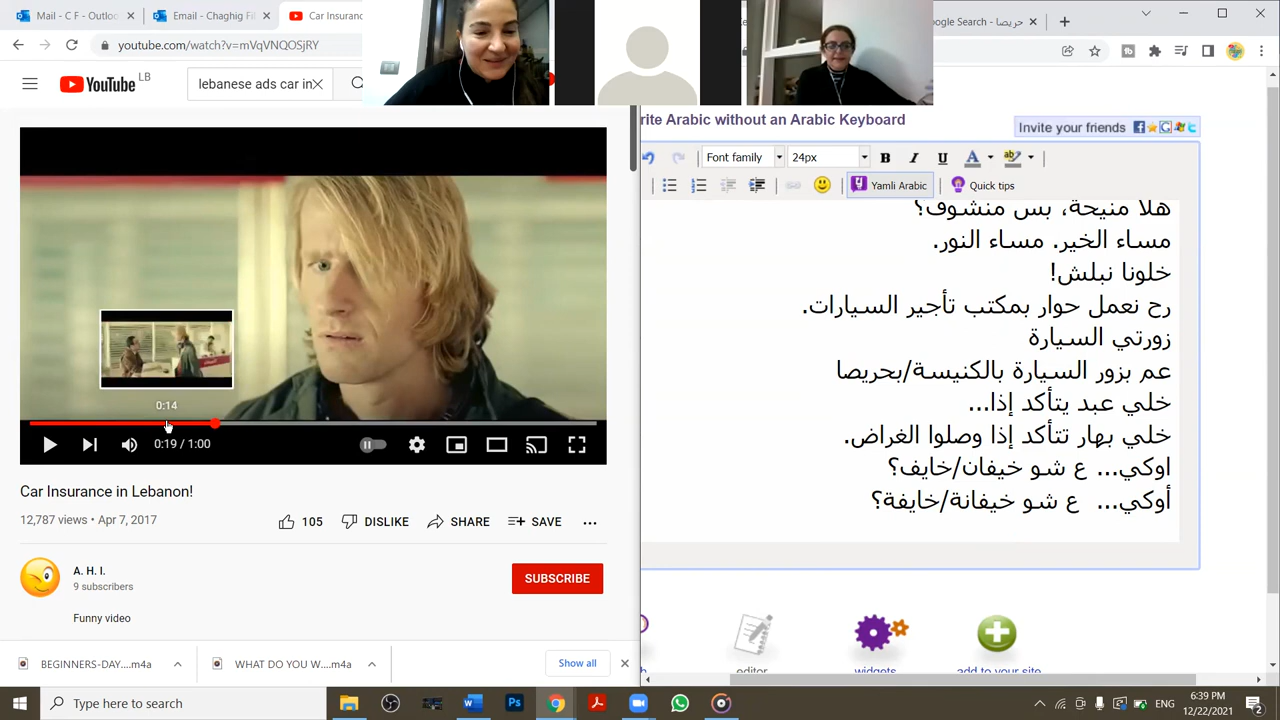 Mail - C F - Outloo
Email - Chaghig F
Car Insuranc
oogle Search - حريصا
youtube.com/watch?v=mVqVNQOSjRY
YouTube
LB
lebanese ads car in
rite Arabic without an Arabic Keyboard
Invite your friends
Font family
24px
B I U A
ab
Yamli Arabic
Quick tips
هلأ منيحة، بس منشوف؟
مساء الخير. مساء النور.
خلونا نبلش!
رح نعمل حوار بمكتب تأجير السيارات.
زورتي السيارة
عم بزور السيارة بالكنيسة/بحريصا
خلي عبد يتأكد إذا...
خلي بهار تتأكد إذا وصلوا الغراض.
اوكي... ع شو خيفان/خايف؟
أوكي... ع شو خيفانة/خايفة؟
editor
widgets
add to your site
0:14
0:19 / 1:00
Car Insurance in Lebanon!
12,787 views • Apr 7, 2017
105
DISLIKE
SHARE
SAVE
A. H. I.
9 subscribers
SUBSCRIBE
Funny video
BEGINNERS-DAY....m4a
WHAT DO YOU W....m4a
Show all
Type here to search
ENG
6:39 PM
12/22/2021
2